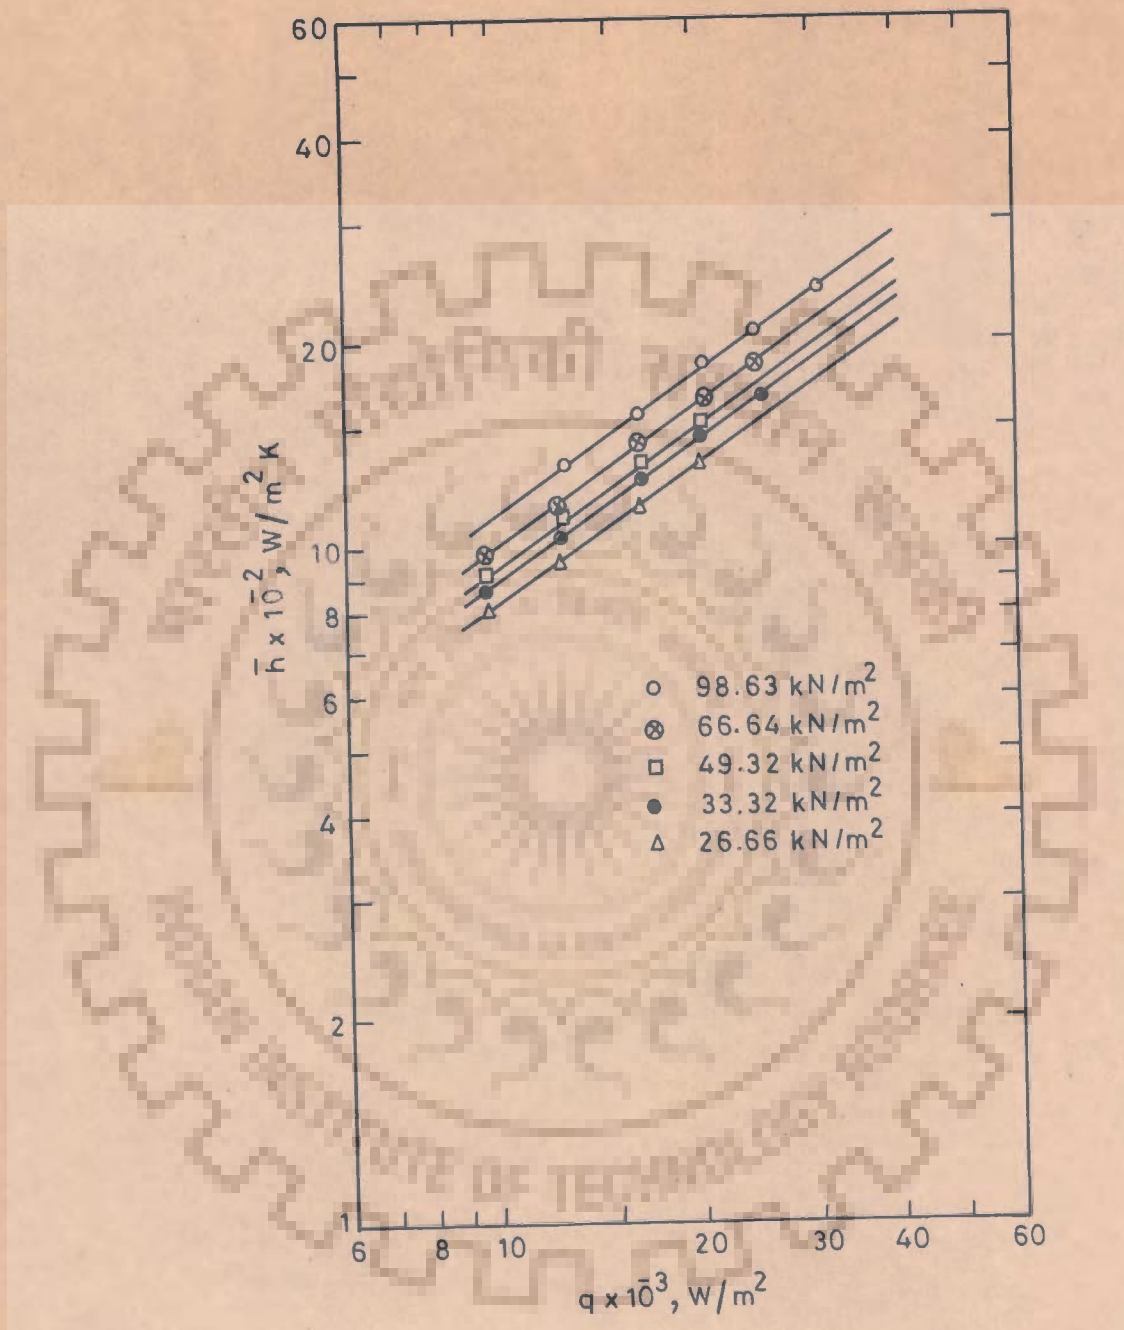 60
40
20
10
8
6
4
2
1
h̄ x 10⁻², W/m² K
98.63 kN/m²
66.64 kN/m²
49.32 kN/m²
33.32 kN/m²
26.66 kN/m²
6 8 10 20 30 40 60
q x 10⁻³, W/m²
INSTITUTE OF TECHNOLOGY